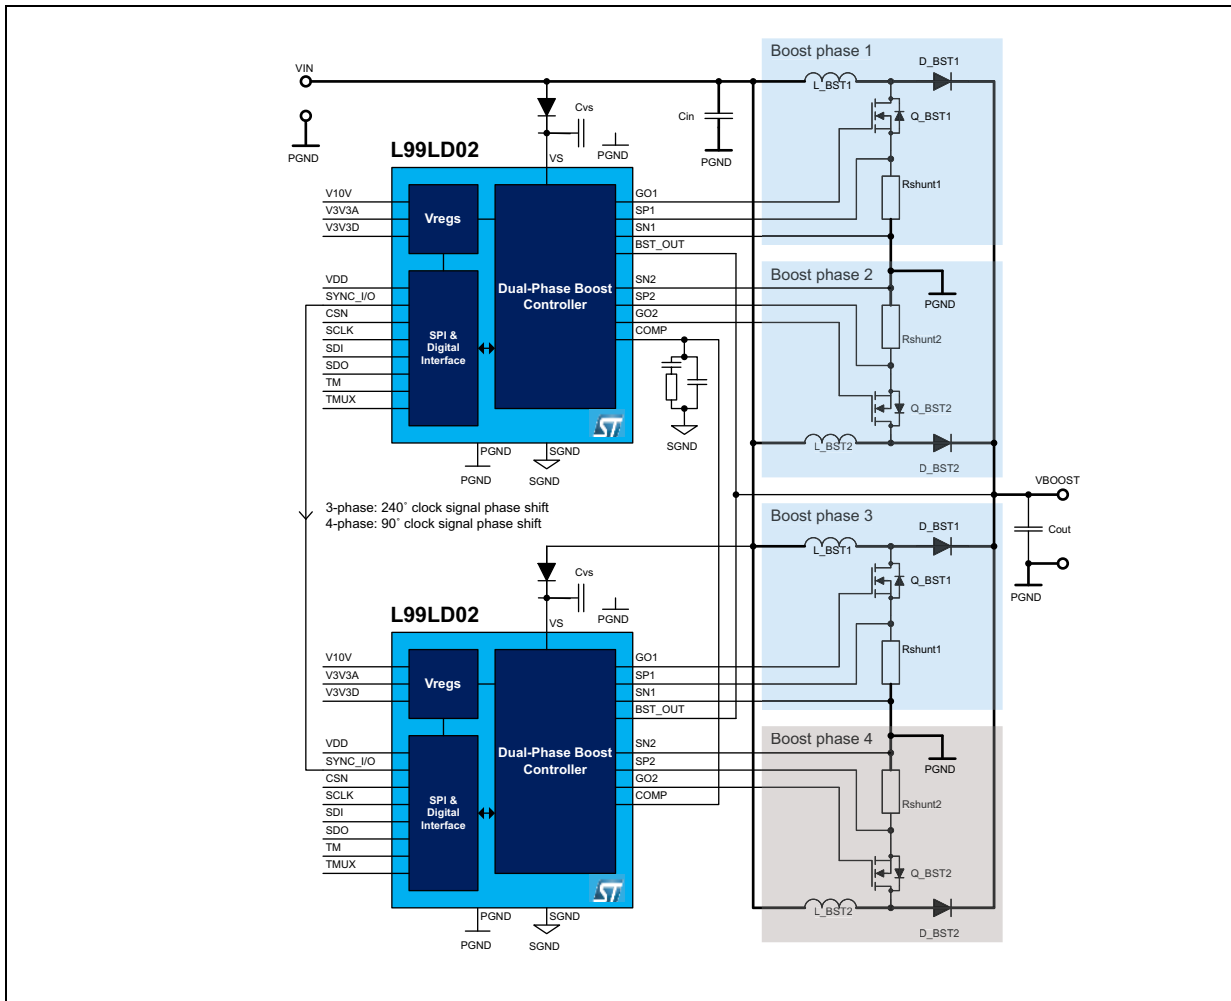 Boost phase 1
D_BST1
VIN
L_BST1
Cvs
Cin
Q_BST1
PGND
L99LD02
VS
PGND
PGND
Rshunt1
V10V
V3V3A
V3V3D
Vregs
GO1
SP1
SN1
BST_OUT
Boost phase 2
PGND
VDD
SYNC_I/O
CSN
SCLK
SDI
SDO
TM
TMUX
SPI &
Digital
Interface
Dual-Phase Boost
Controller
SN2
SP2
GO2
COMP
Rshunt2
Q_BST2
ST
SGND
L_BST2
D_BST2
PGND
SGND
PGND
SGND
VBOOST
3-phase: 240˚ clock signal phase shift
4-phase: 90˚ clock signal phase shift
Boost phase 3
D_BST1
L_BST1
Cout
Cvs
Q_BST1
PGND
L99LD02
VS
PGND
Rshunt1
V10V
V3V3A
V3V3D
Vregs
GO1
SP1
SN1
BST_OUT
Boost phase 4
PGND
VDD
SYNC_I/O
CSN
SCLK
SDI
SDO
TM
TMUX
SPI &
Digital
Interface
Dual-Phase Boost
Controller
SN2
SP2
GO2
COMP
Rshunt2
Q_BST2
ST
L_BST2
D_BST2
PGND
SGND
PGND
SGND